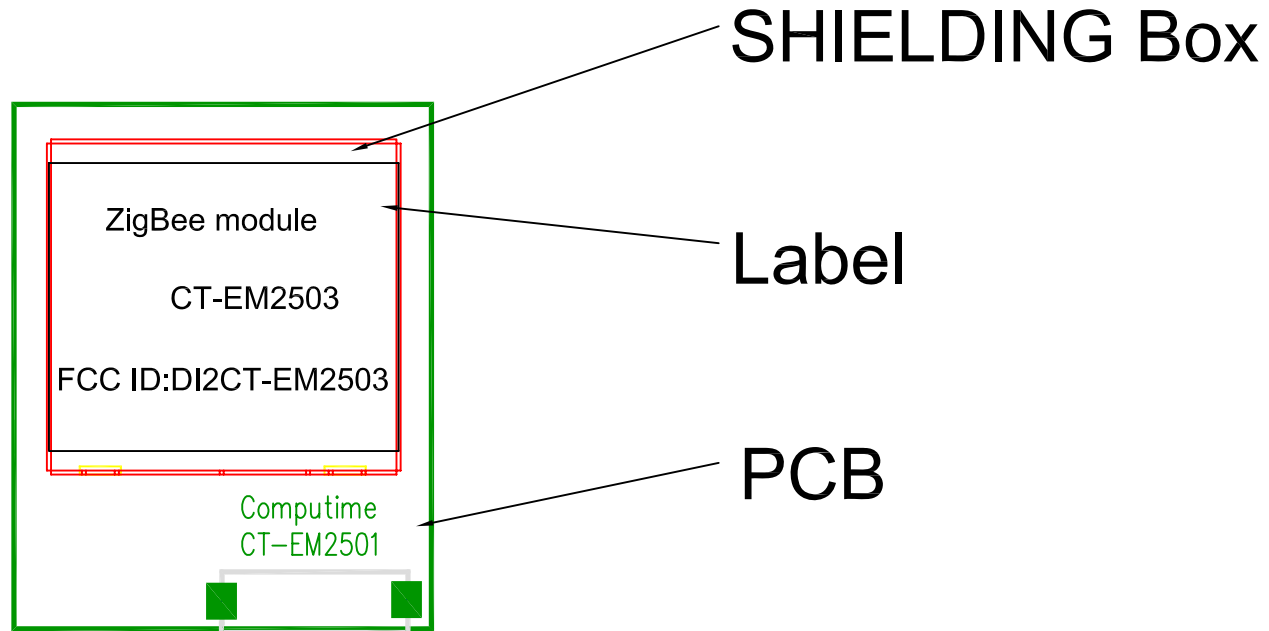 SHIELDING Box
ZigBee module
Label
CT-EM2503
FCC ID:DI2CT-EM2503
PCB
Computime
CT-EM2501